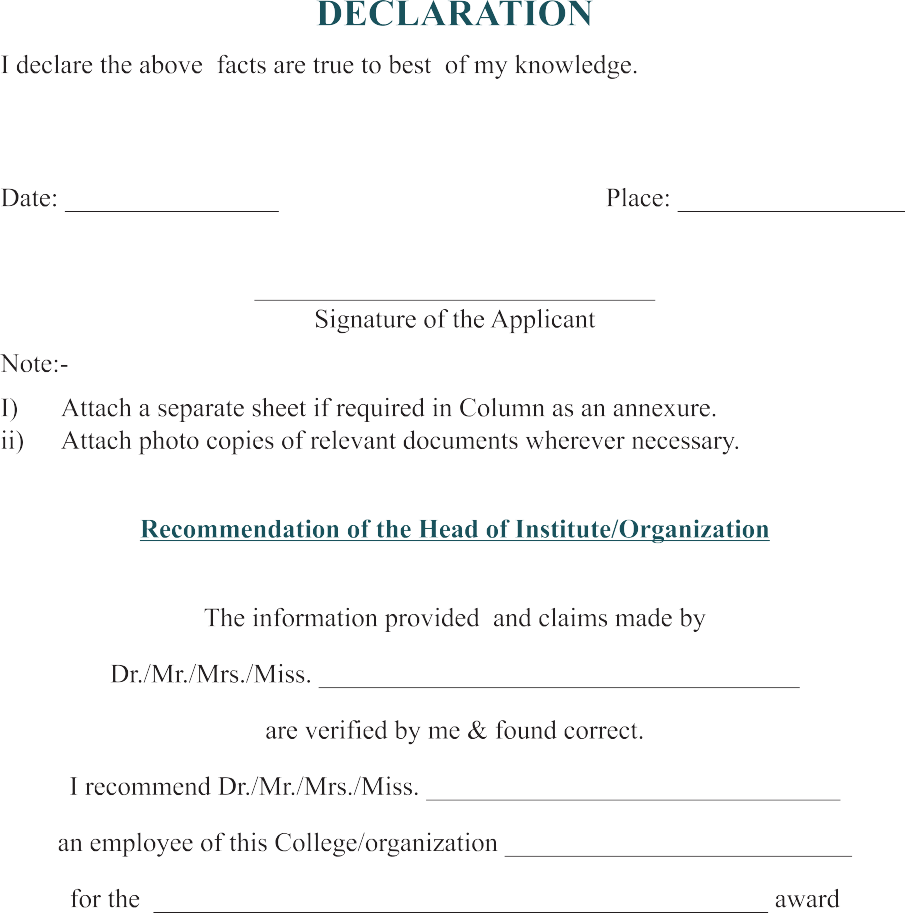 DECLARATION
I declare the above  facts are true to best  of my knowledge.
Date: ________________ Place: _________________
______________________________
Signature of the Applicant
Note:-
I) Attach a separate sheet if required in Column as an annexure.
ii) Attach photo copies of relevant documents wherever necessary.
Recommendation of the Head of Institute/Organization
The information provided  and claims made by
Dr./Mr./Mrs./Miss. ____________________________________
are verified by me & found correct.
I recommend Dr./Mr./Mrs./Miss. _______________________________
an employee of this College/organization __________________________
for the ______________________________________________ award